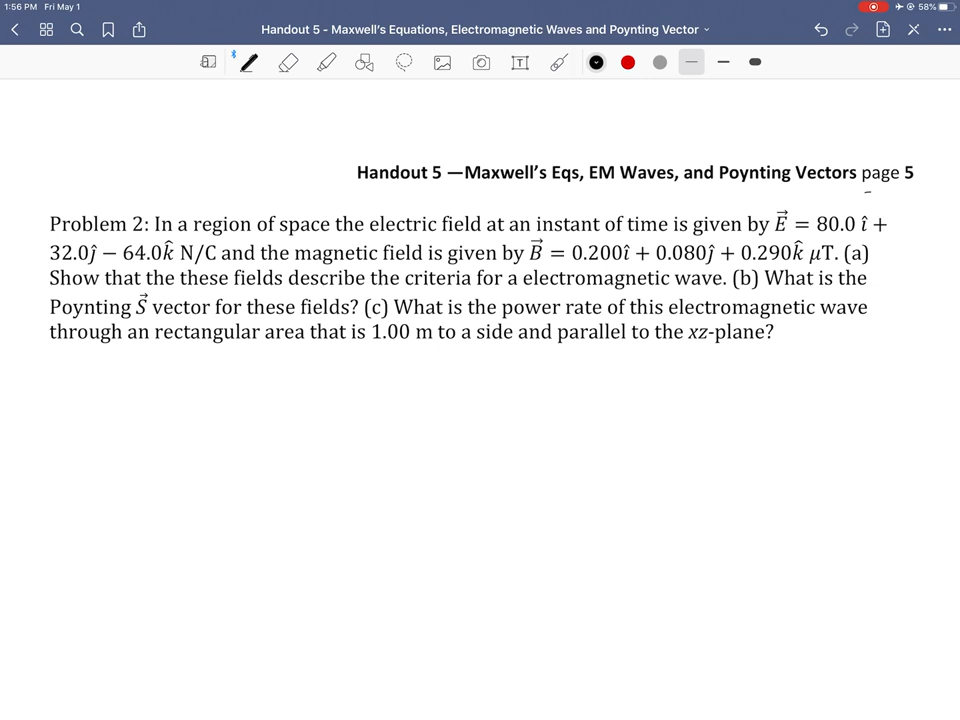 1:56 PM Fri May 1
58%
Handout 5 - Maxwell's Equations, Electromagnetic Waves and Poynting Vector
Handout 5 —Maxwell's Eqs, EM Waves, and Poynting Vectors page 5
Problem 2: In a region of space the electric field at an instant of time is given by E⃗ = 80.0 î +
32.0ĵ − 64.0k̂ N/C and the magnetic field is given by B⃗ = 0.200î + 0.080ĵ + 0.290k̂ μT. (a)
Show that the these fields describe the criteria for a electromagnetic wave. (b) What is the
Poynting S⃗ vector for these fields? (c) What is the power rate of this electromagnetic wave
through an rectangular area that is 1.00 m to a side and parallel to the xz-plane?